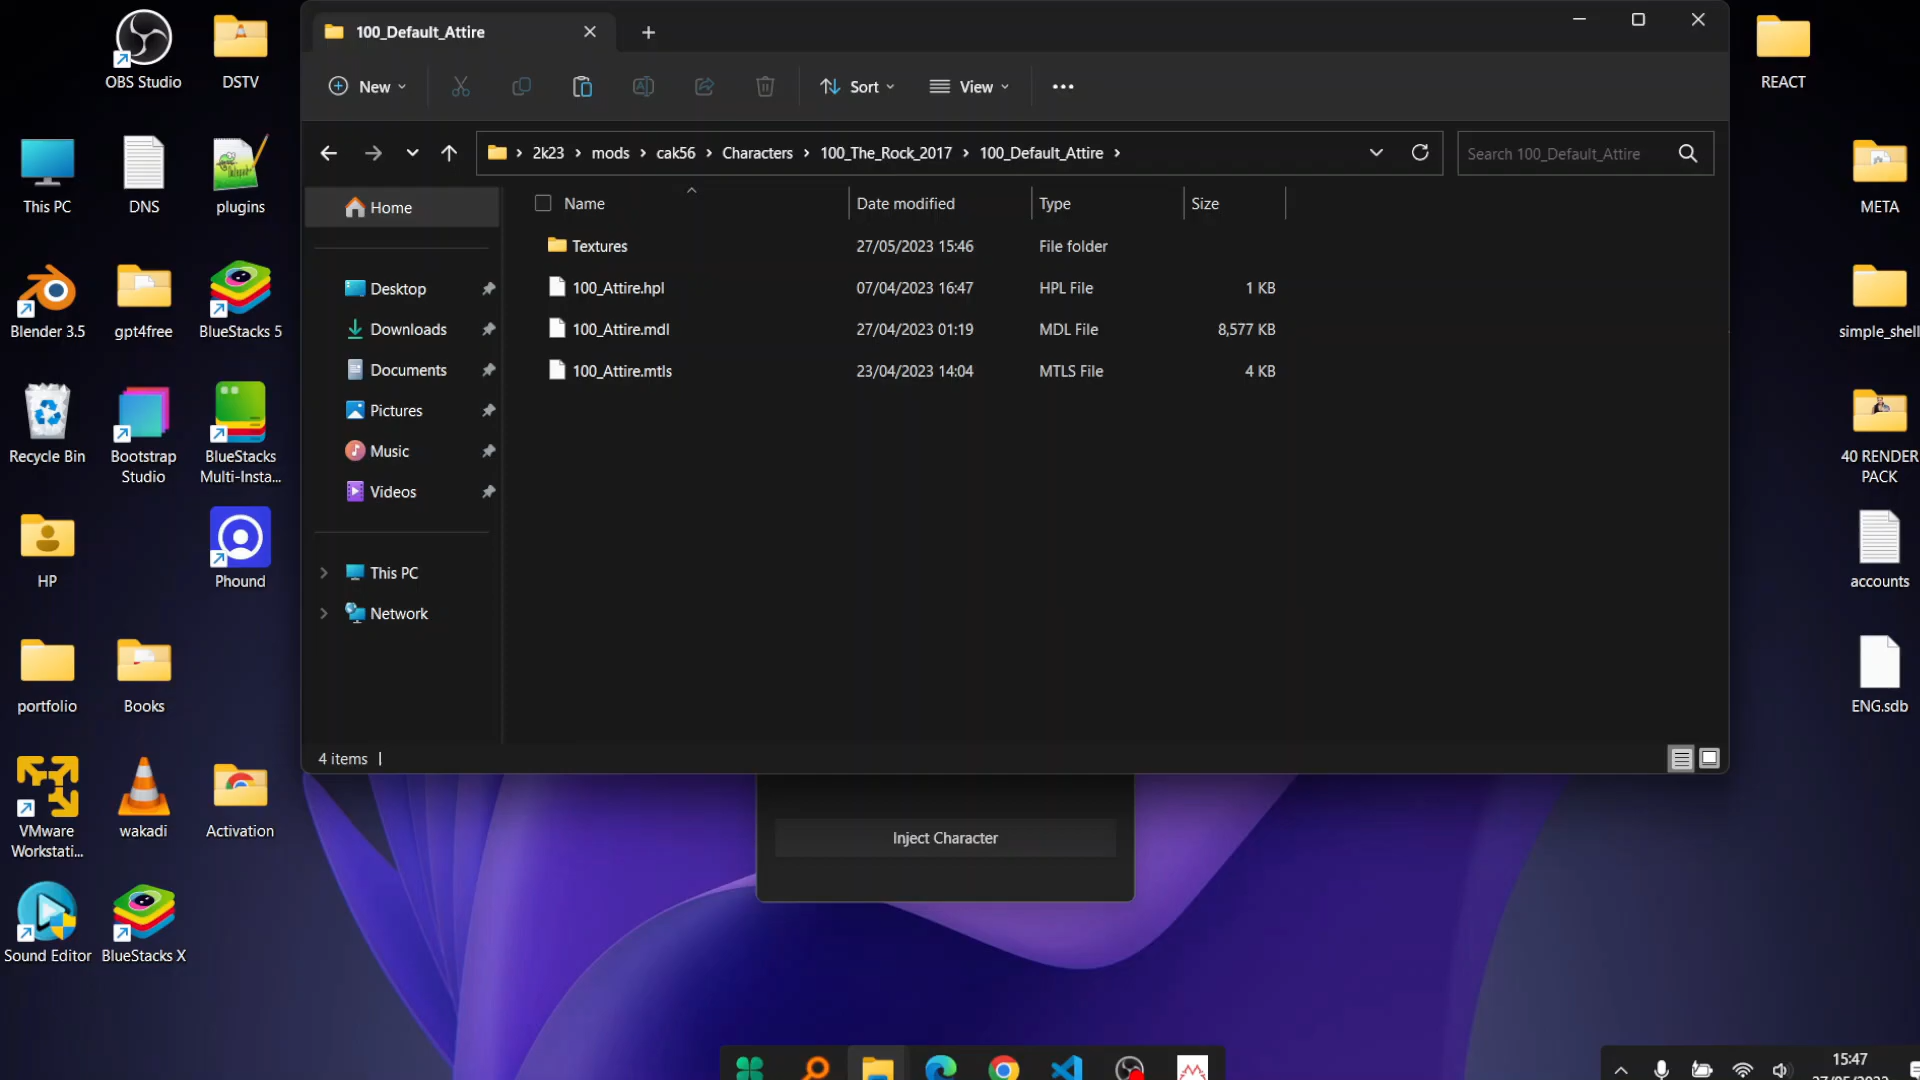 100_Default_Attire
New
Sort
View
2k23
mods
cak56
Characters
100_The_Rock_2017
100_Default_Attire
Search 100_Default_Attire
Home
Desktop
Downloads
Documents
Pictures
Music
Videos
This PC
Network
Name
Date modified
Type
Size
Textures 27/05/2023 15:46 File folder
100_Attire.hpl 07/04/2023 16:47 HPL File 1 KB
100_Attire.mdl 27/04/2023 01:19 MDL File 8,577 KB
100_Attire.mtls 23/04/2023 14:04 MTLS File 4 KB
4 items
Inject Character
OBS Studio
DSTV
This PC
DNS
plugins
Blender 3.5
gpt4free
BlueStacks 5
Recycle Bin
Bootstrap
Studio
BlueStacks
Multi-Insta...
HP
Phound
portfolio
Books
VMware
Workstati...
wakadi
Activation
Sound Editor
BlueStacks X
REACT
META
simple_shell
40 RENDER
PACK
accounts
ENG.sdb
15:47